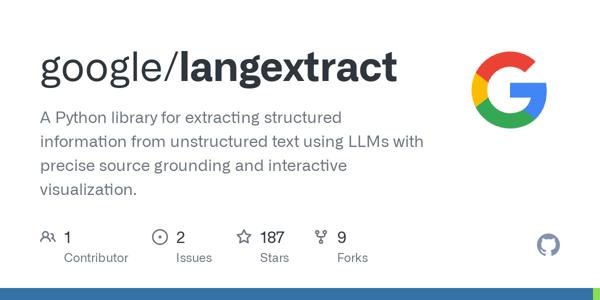 google/langextract
A Python library for extracting structured
information from unstructured text using LLMs with
precise source grounding and interactive
visualization.
1
Contributor
2
Issues
187
Stars
9
Forks